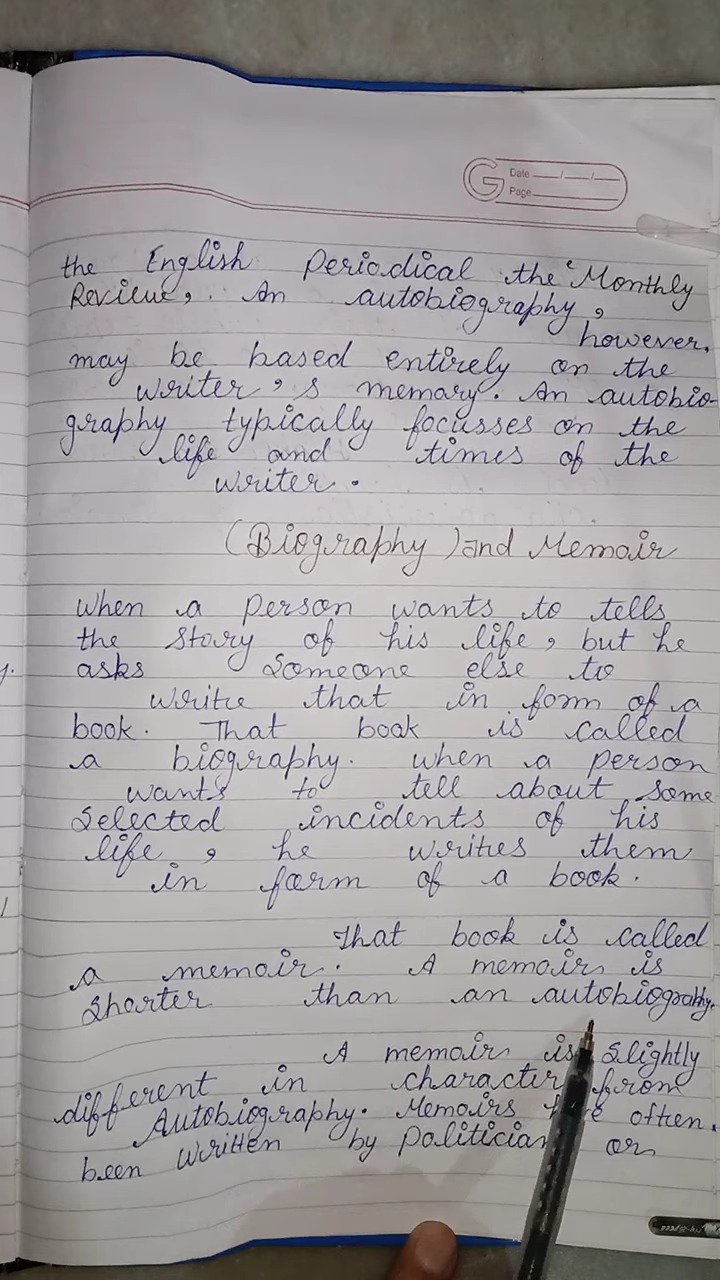 G
Date ___/___/___
Page
the English Periodical the "Monthly
Review,. An autobiography,
however.
may be based entirely on the
writer,s memory. An autobio-
graphy typically focusses on the
life and times of the
writer.
(Biography) and Memoir
When a person wants to tells
the story of his life, but he
asks someone else to
write that in form of a
book. That book is called
a biography. When a person
wants to tell about some
selected incidents of his
life, he writes them
in form of a book.
That book is called
a memoir. A memoir is
Shorter than an autobiography.
A memoir is Slightly
different in character from
Autobiography. Memoirs often.
been written by politician or